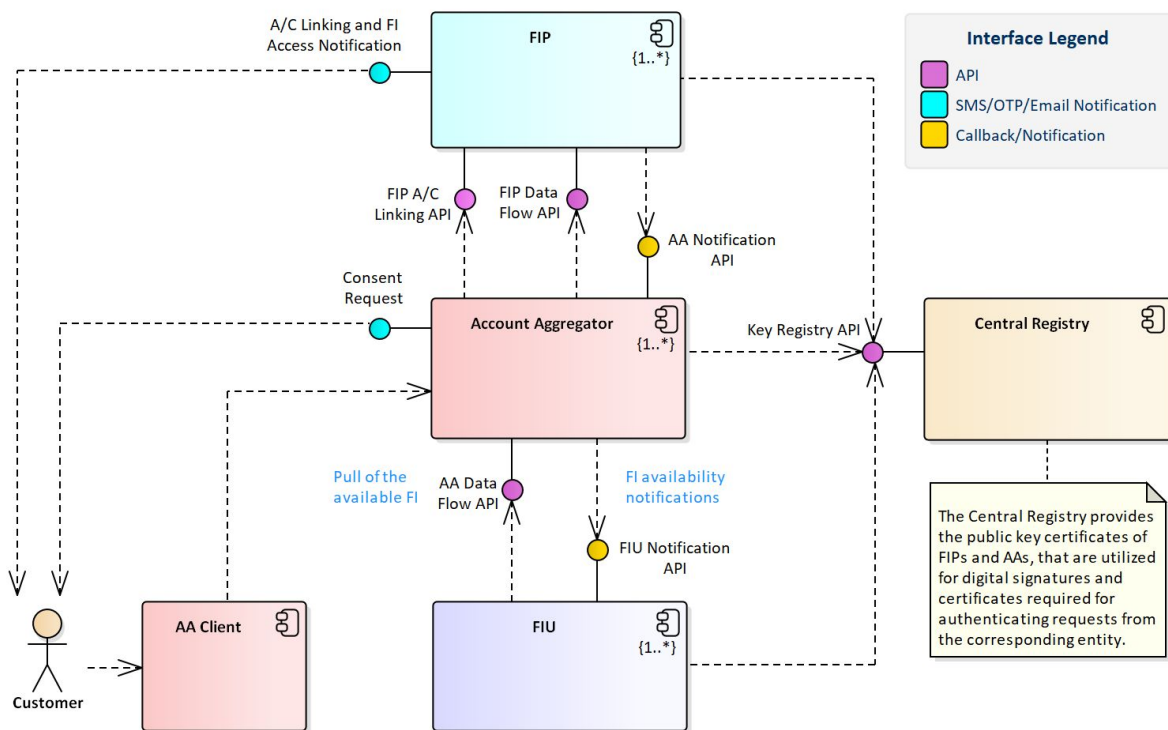 A/C Linking and FI
Access Notification
FIP
{1..*}
Interface Legend
API
SMS/OTP/Email Notification
Callback/Notification
FIP A/C
Linking API
FIP Data
Flow API
AA Notification
API
Consent
Request
Account Aggregator
{1..*}
Key Registry API
Central Registry
Pull of the
available FI
AA Data
Flow API
FI availability
notifications
FIU Notification
API
The Central Registry provides
the public key certificates of
FIPs and AAs, that are utilized
for digital signatures and
certificates required for
authenticating requests from
the corresponding entity.
AA Client
FIU
{1..*}
Customer